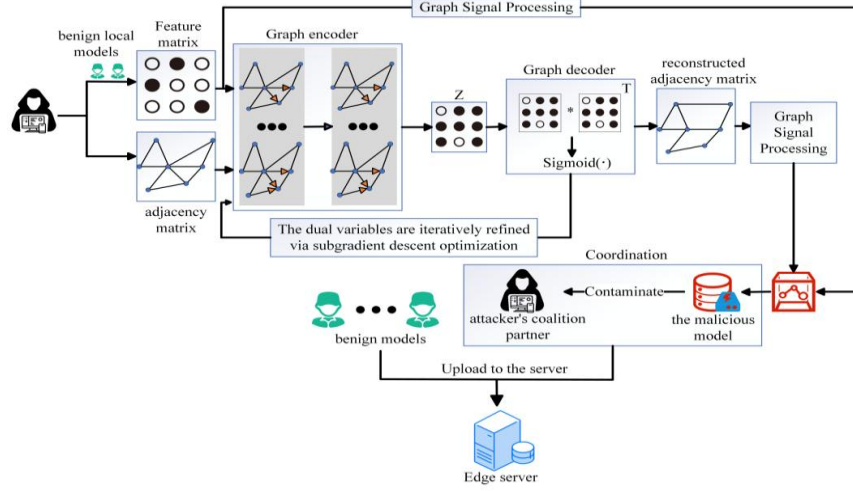 Graph Signal Processing
benign local
models
Feature
matrix
Graph encoder
Z
Graph decoder
*
T
Sigmoid(·)
reconstructed
adjacency matrix
Graph
Signal
Processing
adjacency
matrix
The dual variables are iteratively refined
via subgradient descent optimization
Coordination
Contaminate
attacker's coalition
partner
the malicious
model
benign models
Upload to the server
Edge server